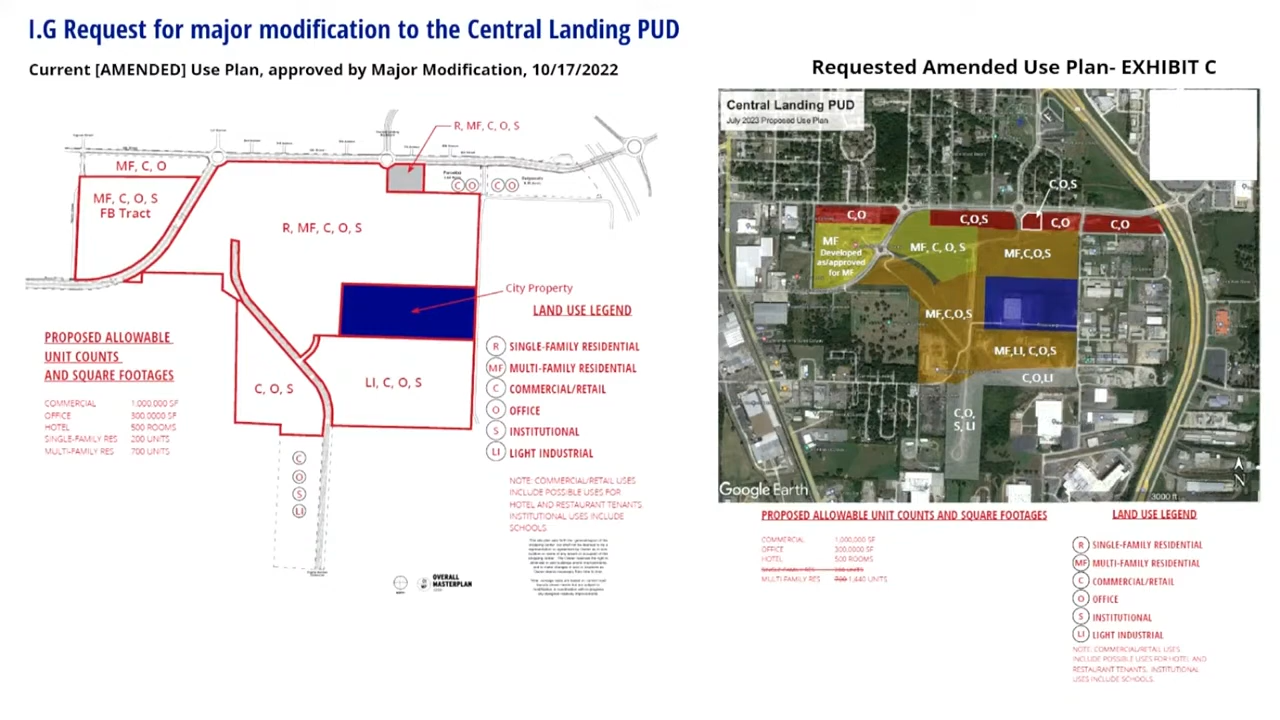 I.G Request for major modification to the Central Landing PUD
Current [AMENDED] Use Plan, approved by Major Modification, 10/17/2022
R, MF, C, O, S
MF, C, O
MF, C, O, S
FB Tract
C O
C O
R, MF, C, O, S
City Property
PROPOSED ALLOWABLE
UNIT COUNTS
AND SQUARE FOOTAGES
COMMERCIAL 1,000,000 SF
OFFICE 300,0000 SF
HOTEL 500 ROOMS
SINGLE-FAMILY RES 200 UNITS
MULTI-FAMILY RES 700 UNITS
C, O, S
LI, C, O, S
C
O
S
LI
LAND USE LEGEND
R SINGLE-FAMILY RESIDENTIAL
MF MULTI-FAMILY RESIDENTIAL
C COMMERCIAL/RETAIL
O OFFICE
S INSTITUTIONAL
LI LIGHT INDUSTRIAL
NOTE: COMMERCIAL/RETAIL USES
INCLUDE POSSIBLE USES FOR
HOTEL AND RESTAURANT TENANTS.
INSTITUTIONAL USES INCLUDE
SCHOOLS.
OVERALL
MASTERPLAN
Requested Amended Use Plan- EXHIBIT C
Central Landing PUD
July 2023 Proposed Use Plan
C,O,S
C,O
C,O,S
C,O
C,O
MF
Developed
as/approved
for MF
MF, C, O, S
MF,C,O,S
MF,C,O,S
MF,LI, C,O,S
C,O,LI
C,O,
S, LI
Google Earth
N
3000 ft
PROPOSED ALLOWABLE UNIT COUNTS AND SQUARE FOOTAGES
COMMERCIAL 1,000,000 SF
OFFICE 300,0000 SF
HOTEL 500 ROOMS
SINGLE-FAMILY RES UNITS
MULTI-FAMILY RES 700 1,440 UNITS
LAND USE LEGEND
R SINGLE-FAMILY RESIDENTIAL
MF MULTI-FAMILY RESIDENTIAL
C COMMERCIAL/RETAIL
O OFFICE
S INSTITUTIONAL
LI LIGHT INDUSTRIAL
NOTE: COMMERCIAL/RETAIL USES
INCLUDE POSSIBLE USES FOR HOTEL AND
RESTAURANT TENANTS. INSTITUTIONAL
USES INCLUDE SCHOOLS.